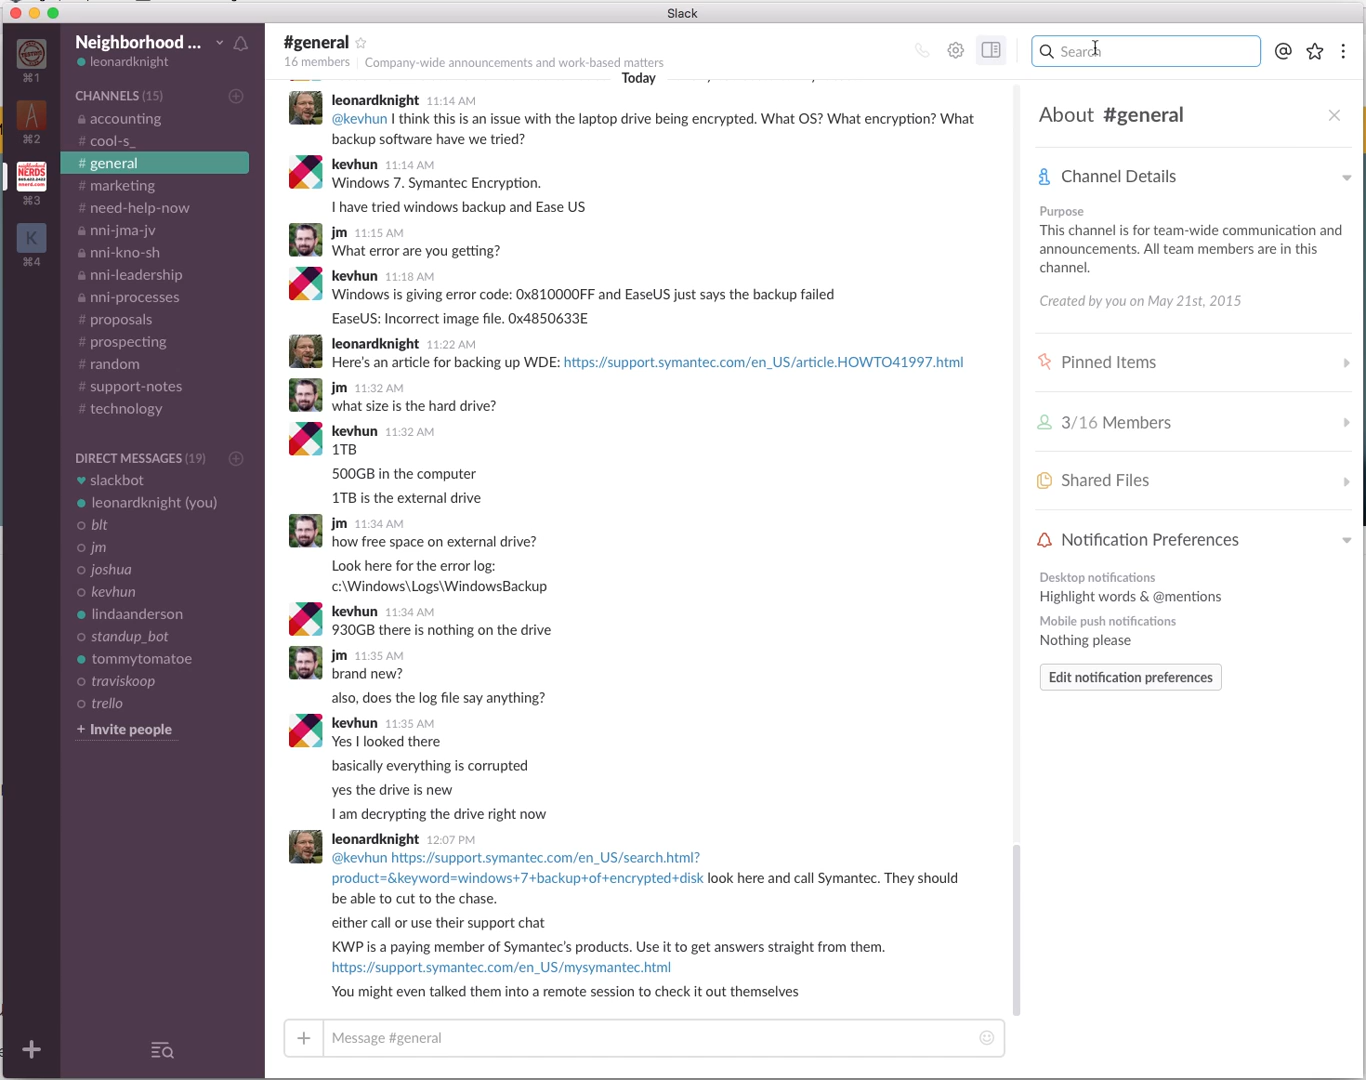 Slack
Neighborhood ...
leonardknight
⌘1
⌘2
NERDS
⌘3
K
⌘4
CHANNELS (15)
accounting
# cool-s_
# general
# marketing
# need-help-now
nni-jma-jv
nni-kno-sh
nni-leadership
nni-processes
# proposals
# prospecting
# random
# support-notes
# technology
DIRECT MESSAGES (19)
slackbot
leonardknight (you)
blt
jm
joshua
kevhun
lindaanderson
standup_bot
tommytomatoe
traviskoop
trello
+ Invite people
#general
16 members | Company-wide announcements and work-based matters
Today
leonardknight 11:14 AM
@kevhun I think this is an issue with the laptop drive being encrypted. What OS? What encryption? What
backup software have we tried?
kevhun 11:14 AM
Windows 7. Symantec Encryption.
I have tried windows backup and Ease US
jm 11:15 AM
What error are you getting?
kevhun 11:18 AM
Windows is giving error code: 0x810000FF and EaseUS just says the backup failed
EaseUS: Incorrect image file. 0x4850633E
leonardknight 11:22 AM
Here's an article for backing up WDE: https://support.symantec.com/en_US/article.HOWTO41997.html
jm 11:32 AM
what size is the hard drive?
kevhun 11:32 AM
1TB
500GB in the computer
1TB is the external drive
jm 11:34 AM
how free space on external drive?
Look here for the error log:
c:\Windows\Logs\WindowsBackup
kevhun 11:34 AM
930GB there is nothing on the drive
jm 11:35 AM
brand new?
also, does the log file say anything?
kevhun 11:35 AM
Yes I looked there
basically everything is corrupted
yes the drive is new
I am decrypting the drive right now
leonardknight 12:07 PM
@kevhun https://support.symantec.com/en_US/search.html?
product=&keyword=windows+7+backup+of+encrypted+disk look here and call Symantec. They should
be able to cut to the chase.
either call or use their support chat
KWP is a paying member of Symantec's products. Use it to get answers straight from them.
https://support.symantec.com/en_US/mysymantec.html
You might even talked them into a remote session to check it out themselves
Message #general
Search
About #general
Channel Details
Purpose
This channel is for team-wide communication and
announcements. All team members are in this
channel.
Created by you on May 21st, 2015
Pinned Items
3/16 Members
Shared Files
Notification Preferences
Desktop notifications
Highlight words & @mentions
Mobile push notifications
Nothing please
Edit notification preferences